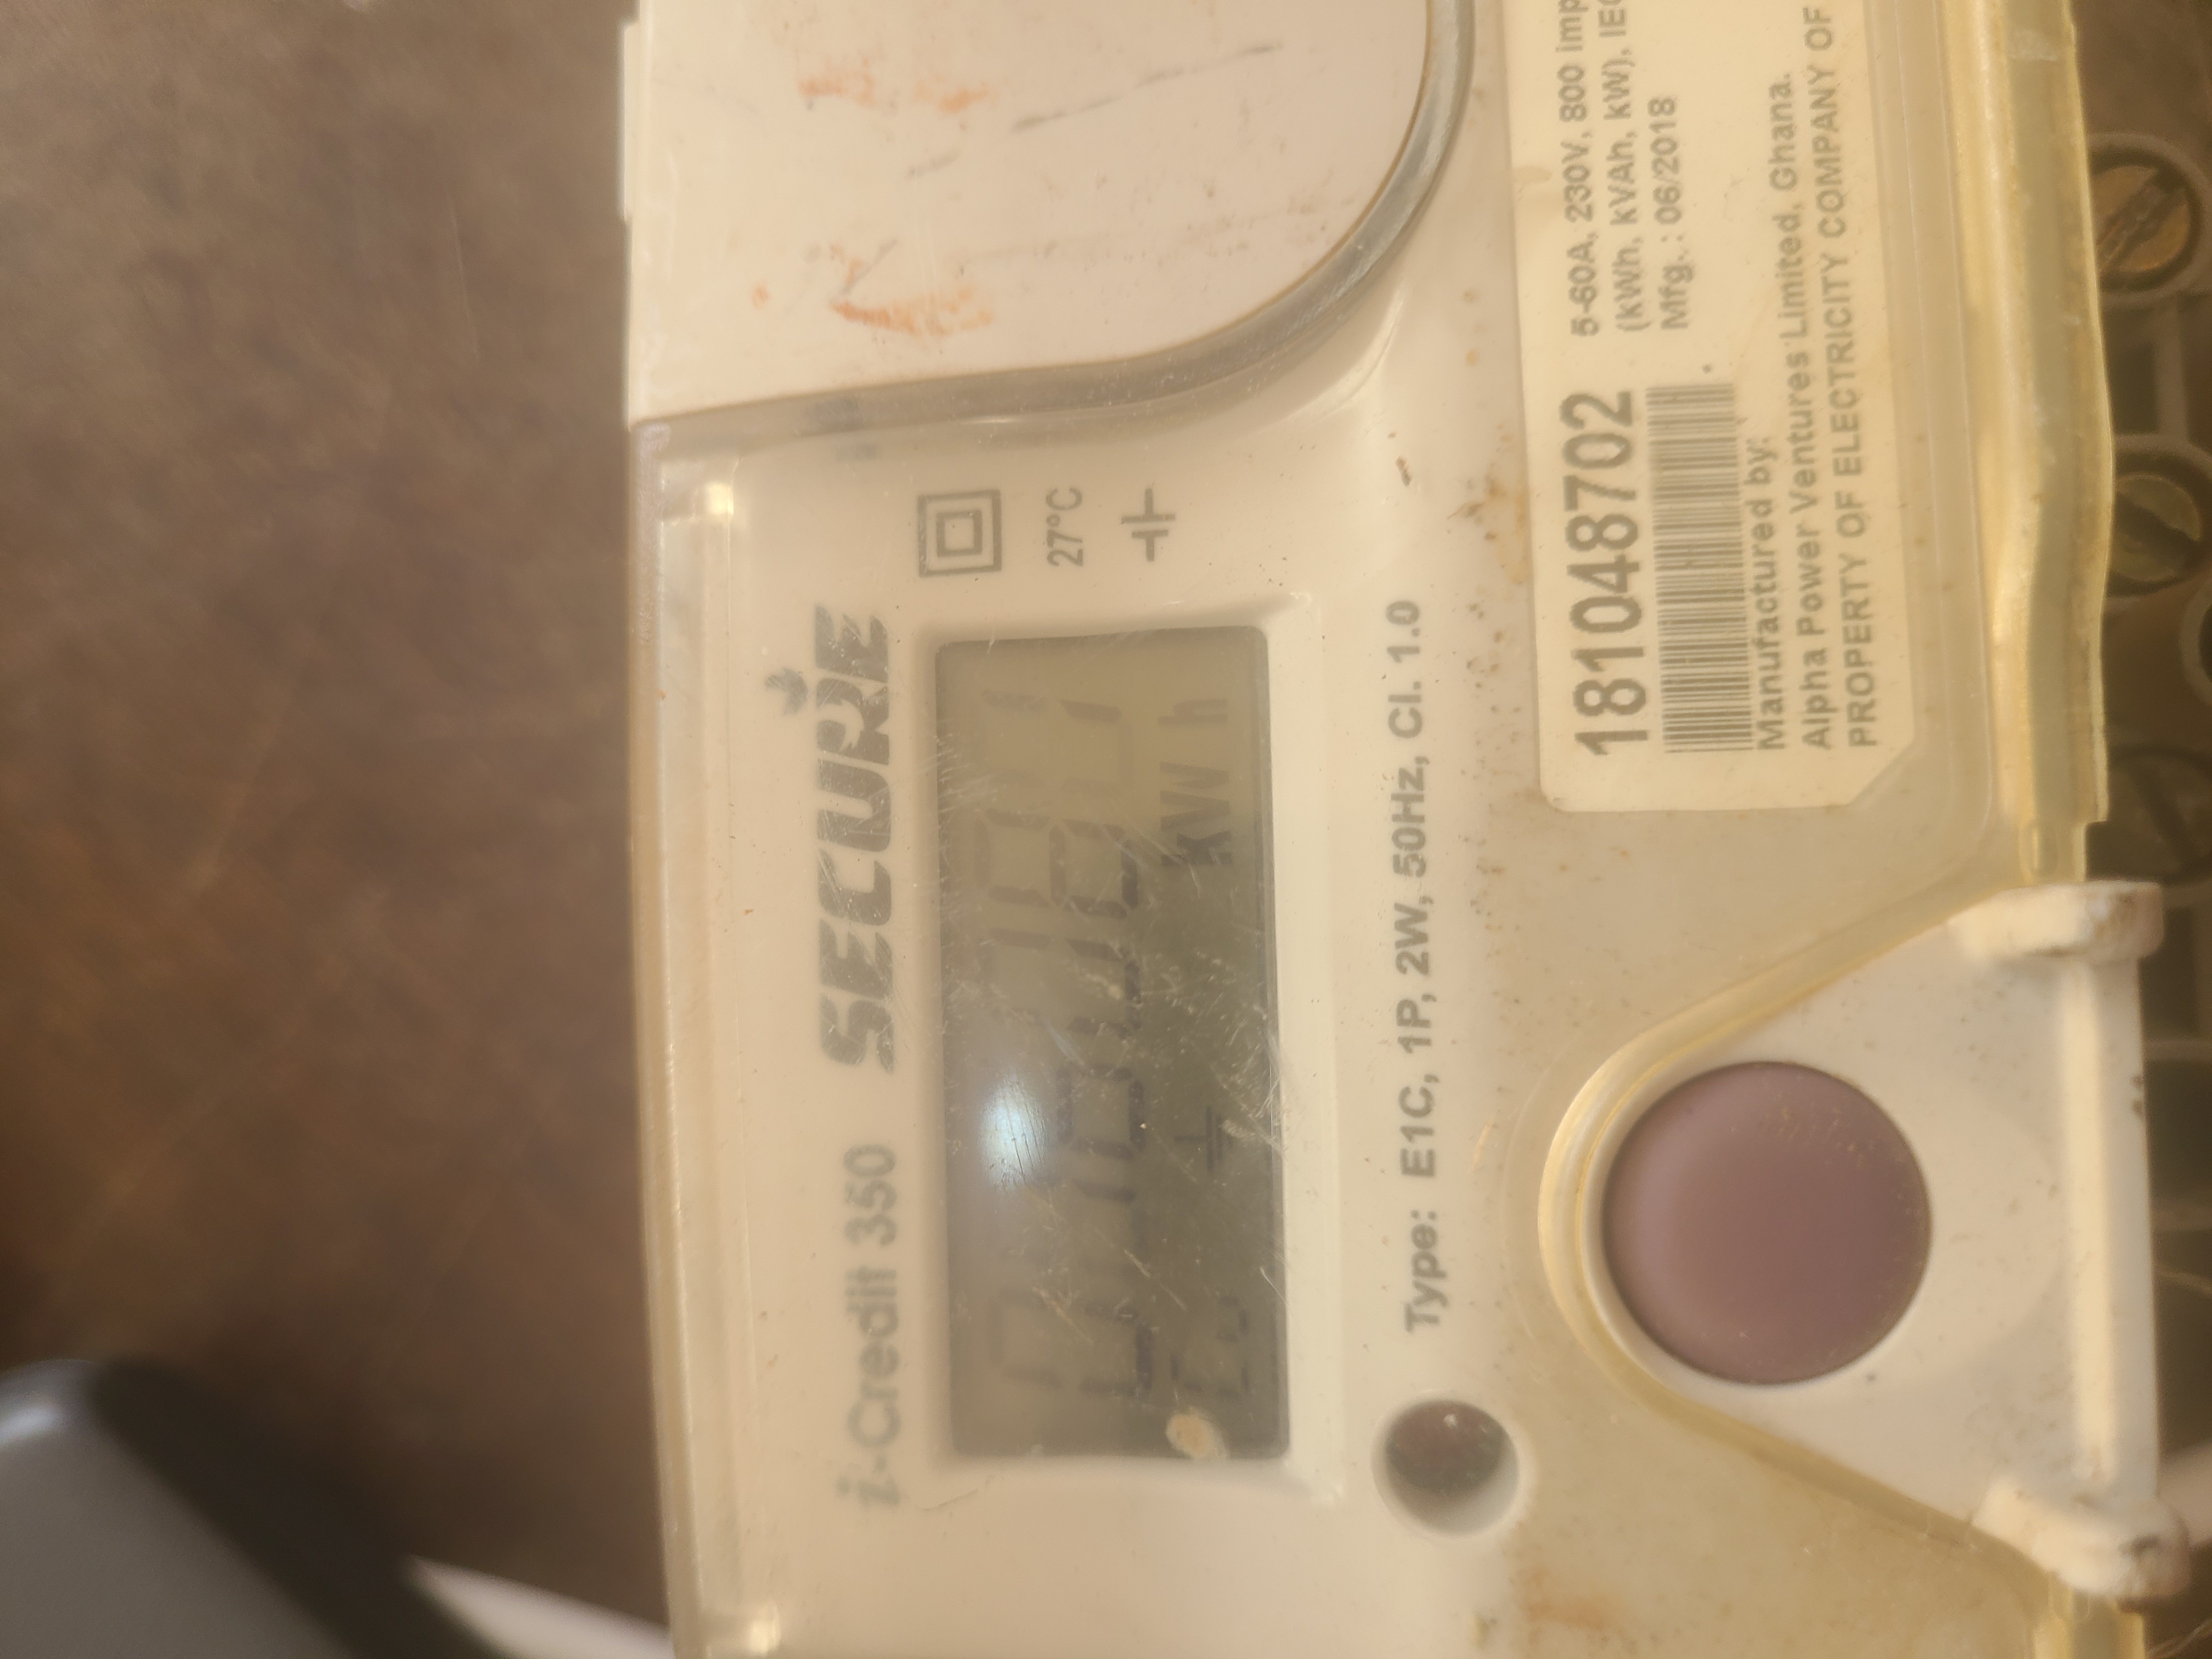 i-Credit 350 SECURE
27°C
kWh
Type: E1C, 1P, 2W, 50Hz, Cl. 1.0
181048702
5-60A, 230V, 800 imp
(kWh, kVAh, kW), IEC
Mfg. : 06/2018
Manufactured by:
Alpha Power Ventures Limited, Ghana.
PROPERTY OF ELECTRICITY COMPANY OF